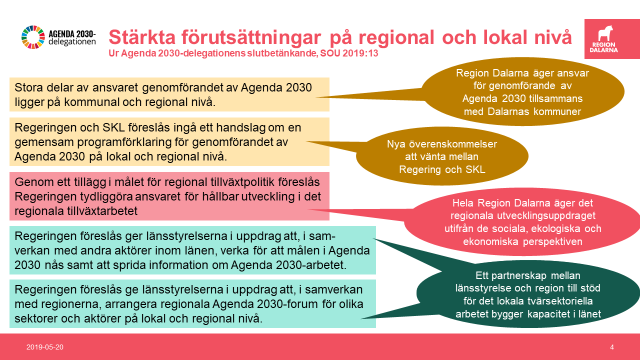 AGENDA 2030-
delegationen
Stärkta förutsättningar på regional och lokal nivå
Ur Agenda 2030-delegationens slutbetänkande, SOU 2019:13
REGION
DALARNA
Stora delar av ansvaret genomförandet av Agenda 2030
ligger på kommunal och regional nivå.
Region Dalarna äger ansvar
för genomförande av
Agenda 2030 tillsammans
med Dalarnas kommuner
Regeringen och SKL föreslås ingå ett handslag om en
gemensam programförklaring för genomförandet av
Agenda 2030 på lokal och regional nivå.
Nya överenskommelser
att vänta mellan
Regering och SKL
Genom ett tillägg i målet för regional tillväxtpolitik föreslås
Regeringen tydliggöra ansvaret för hållbar utveckling i det
regionala tillväxtarbetet
Hela Region Dalarna äger det
regionala utvecklingsuppdraget
utifrån de sociala, ekologiska och
ekonomiska perspektiven
Regeringen föreslås ger länsstyrelserna i uppdrag att, i sam-
verkan med andra aktörer inom länen, verka för att målen i Agenda
2030 nås samt att sprida information om Agenda 2030-arbetet.
Regeringen föreslås ge länsstyrelserna i uppdrag att, i samverkan
med regionerna, arrangera regionala Agenda 2030-forum för olika
sektorer och aktörer på lokal och regional nivå.
Ett partnerskap mellan
länsstyrelse och region till stöd
för det lokala tvärsektoriella
arbetet bygger kapacitet i länet
2019-05-20
4